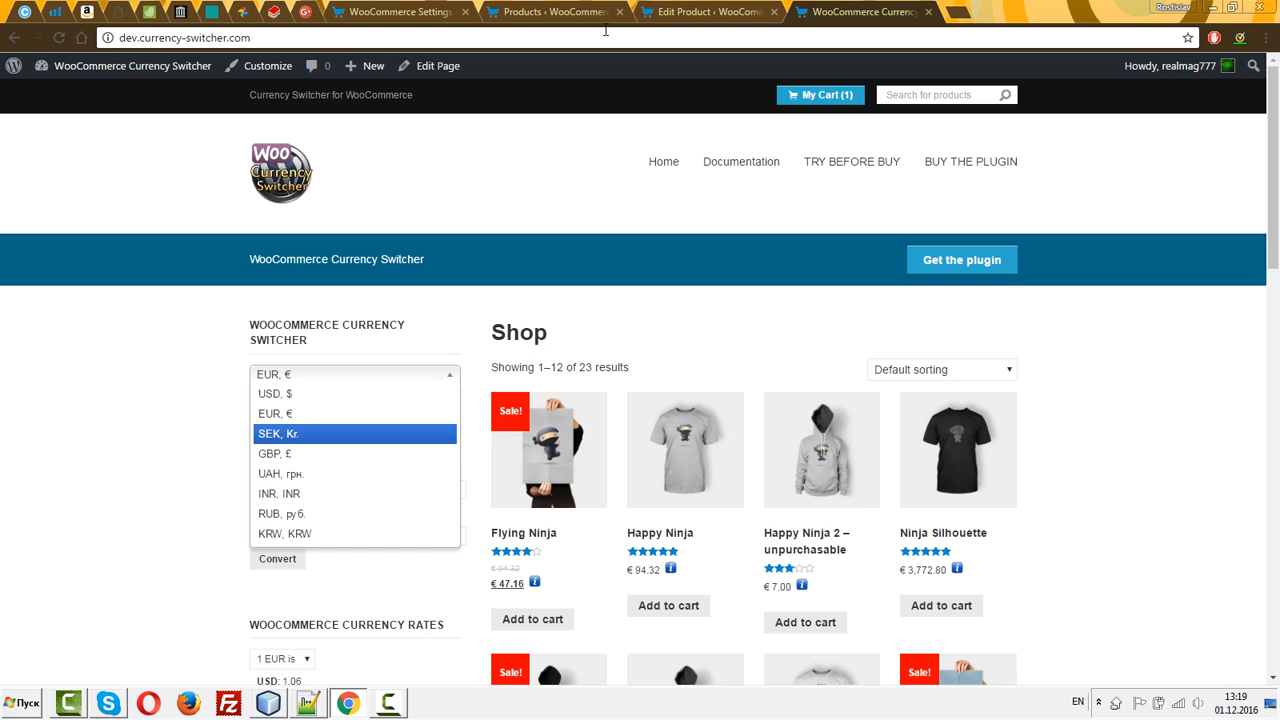 WooCommerce Settings
Products ‹ WooComme
Edit Product ‹ WooComm
WooCommerce Currency
Rostislav
dev.currency-switcher.com
WooCommerce Currency Switcher
Customize
0
New
Edit Page
Howdy, realmag777
Currency Switcher for WooCommerce
My Cart (1)
Search for products
WOO
Currency
Switcher
Home
Documentation
TRY BEFORE BUY
BUY THE PLUGIN
WooCommerce Currency Switcher
Get the plugin
WOOCOMMERCE CURRENCY
SWITCHER
EUR, €
USD, $
EUR, €
SEK, Kr.
GBP, £
UAH, грн.
INR, INR
RUB, руб.
KRW, KRW
Convert
WOOCOMMERCE CURRENCY RATES
1 EUR is
USD: 1.06
Shop
Showing 1–12 of 23 results
Default sorting
Sale!
Flying Ninja
€ 94.32
€ 47.16
Add to cart
Happy Ninja
€ 94.32
Add to cart
Happy Ninja 2 –
unpurchasable
€ 7.00
Add to cart
Ninja Silhouette
€ 3,772.80
Add to cart
Sale!
Sale!
Пуск
EN
13:19
01.12.2016